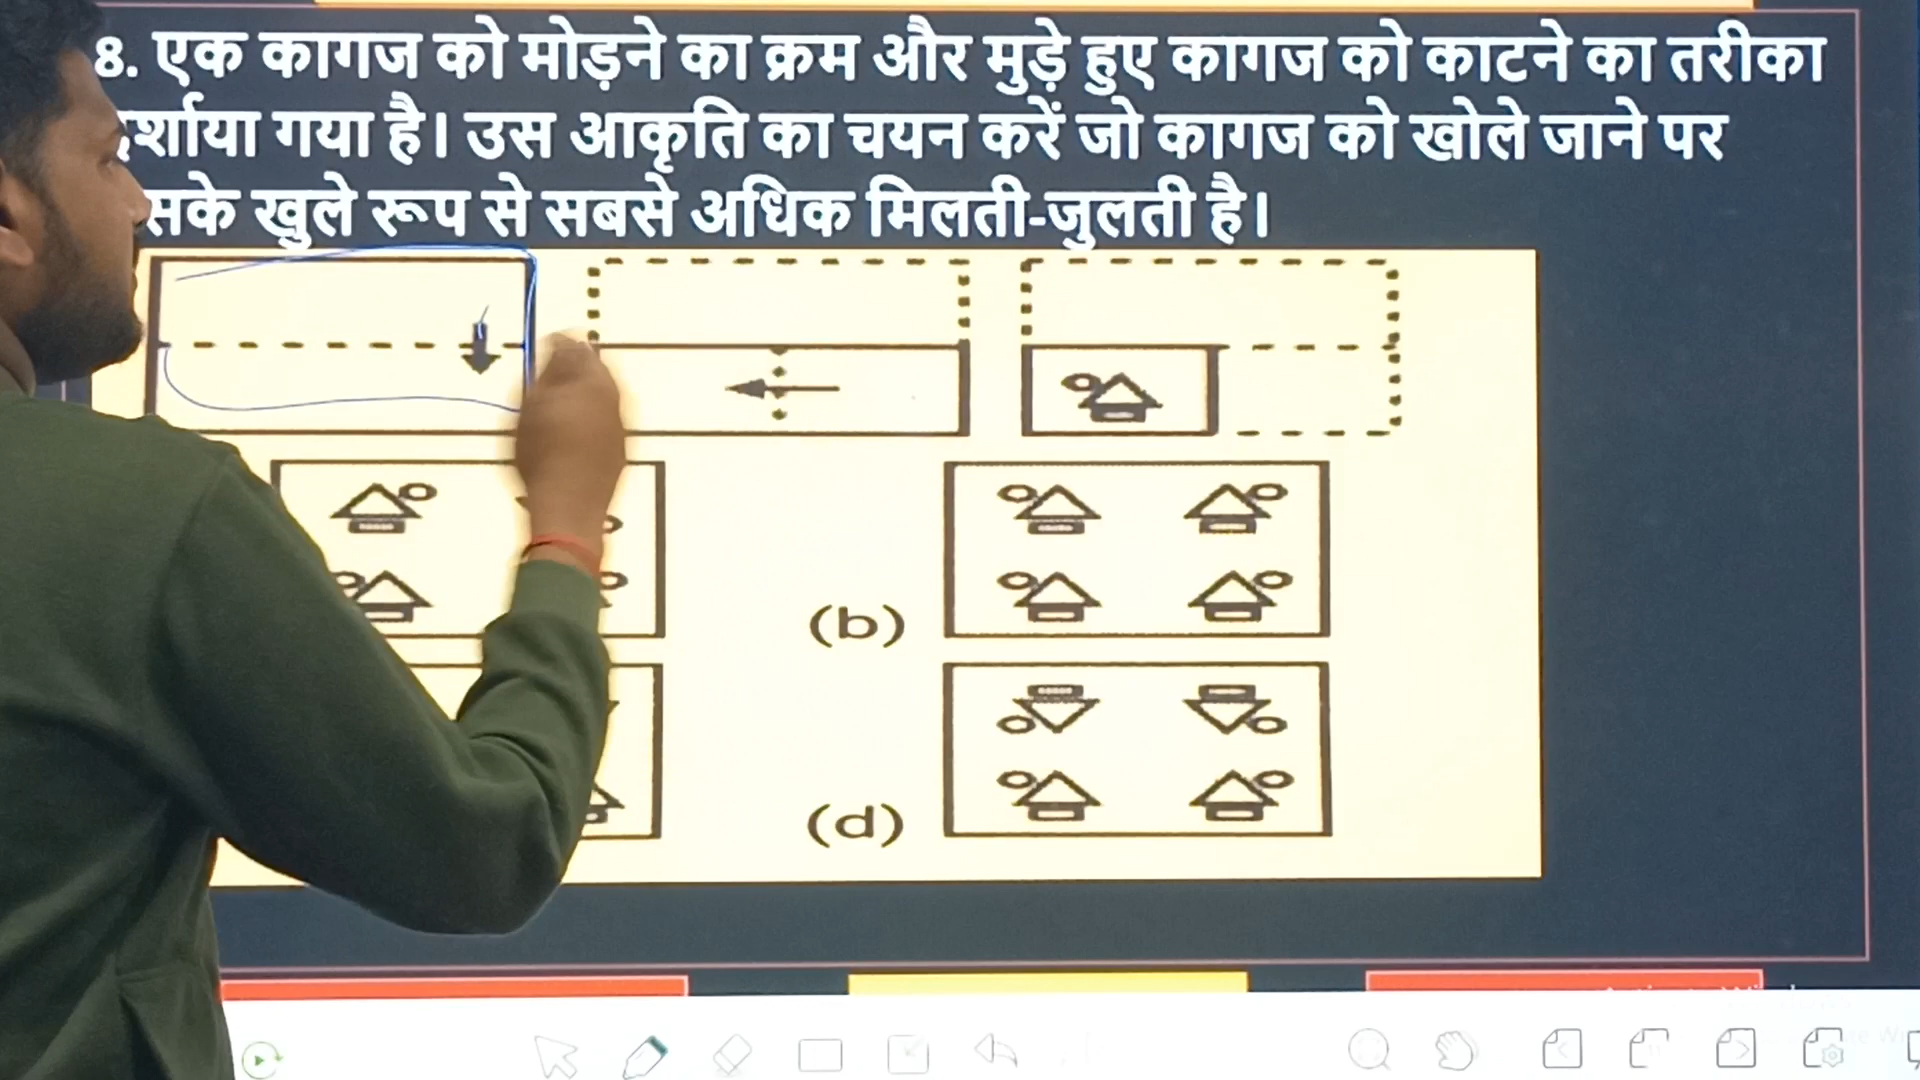 8. एक कागज को मोड़ने का क्रम और मुड़े हुए कागज को काटने का तरीका
गया है। उस आकृति का चयन करें जो कागज को खोले जाने पर
खुले रूप से सबसे अधिक मिलती-जुलती है।
(b)
(d)